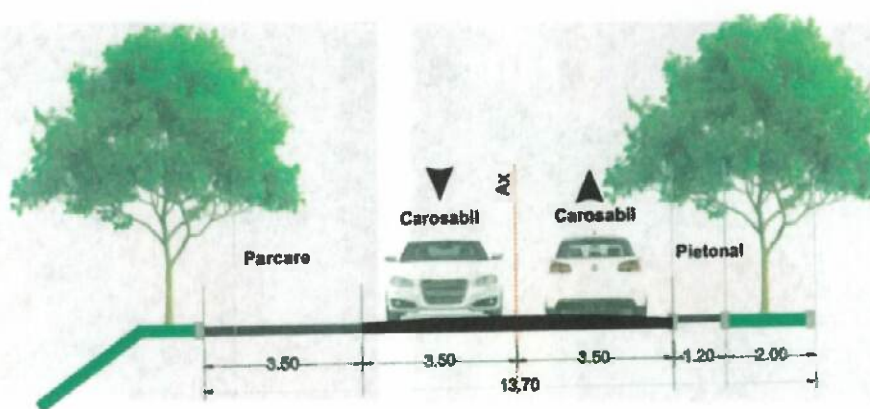 Ax
Carosabil Carosabil
Parcare Pietonal
3.50 3.50 3.50 1.20 2.00
13.70